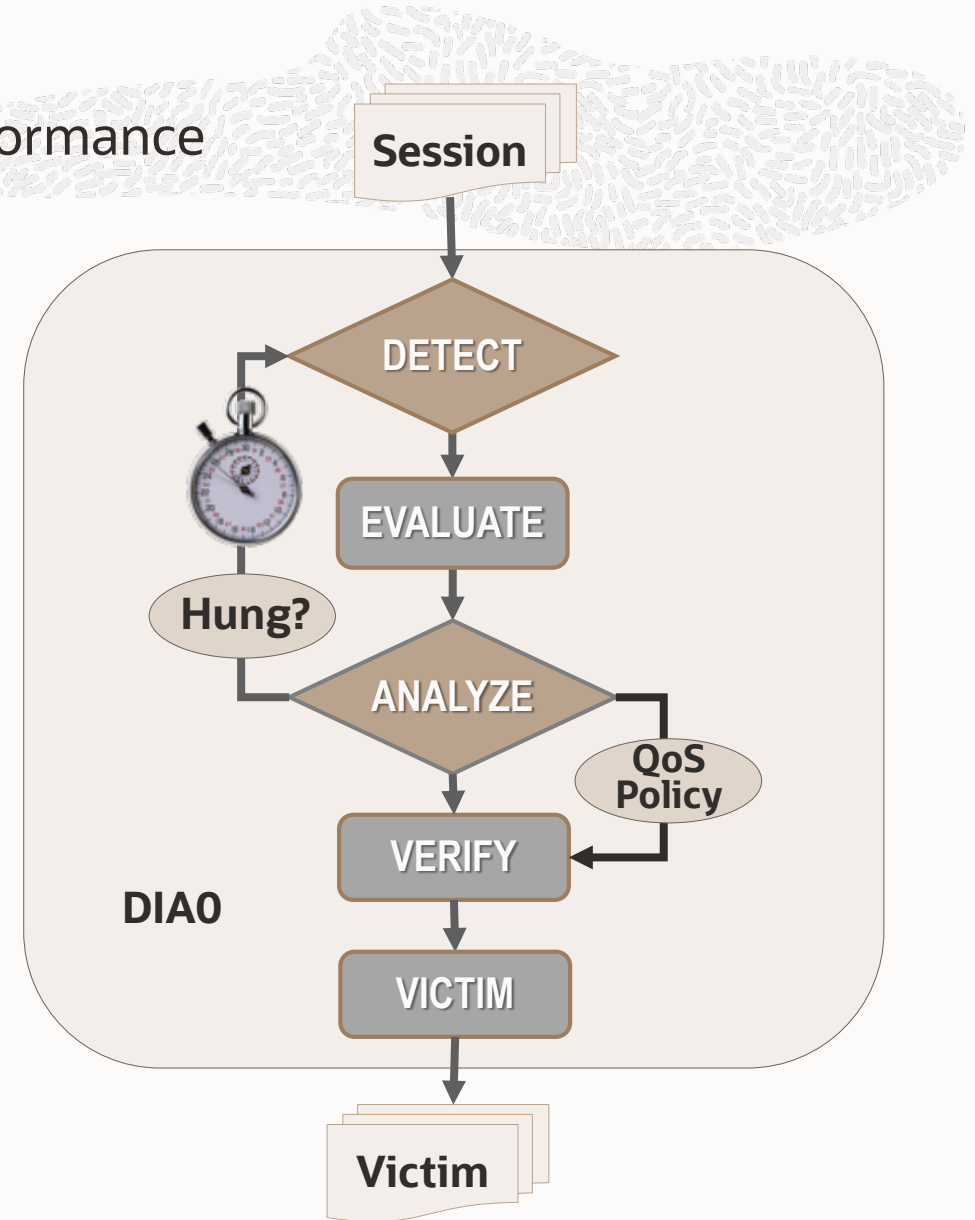 ormance
Session
DETECT
EVALUATE
Hung?
ANALYZE
QoS
Policy
VERIFY
DIA0
VICTIM
Victim